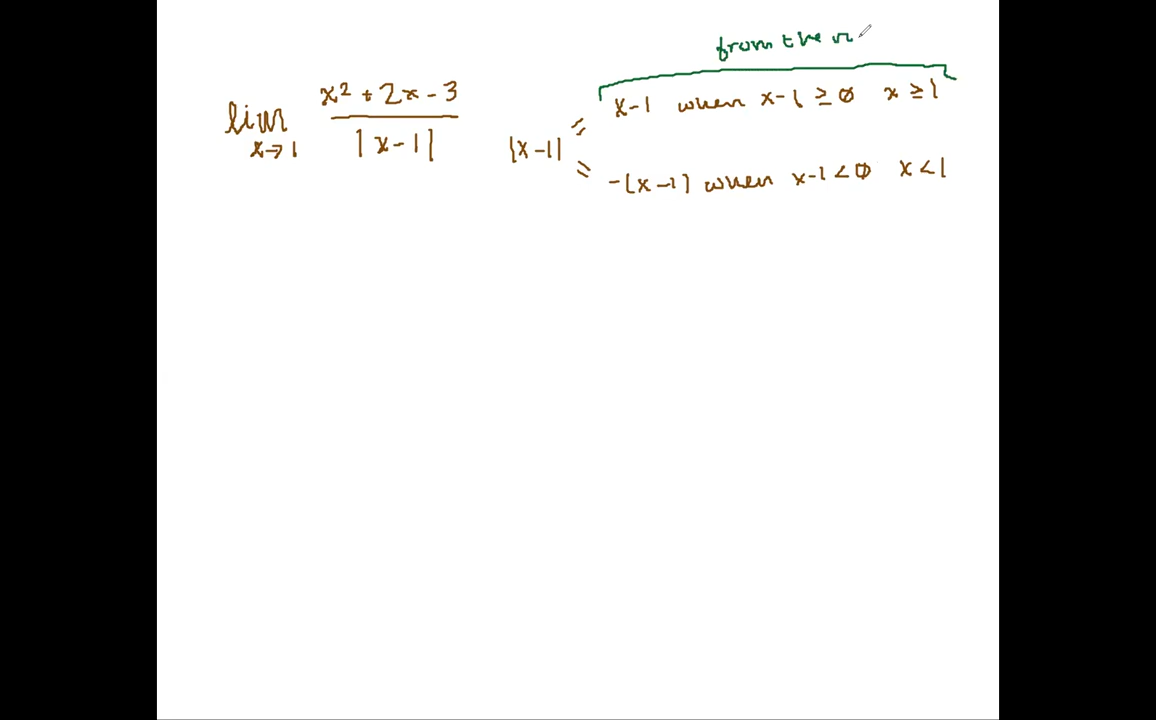 from the r
lim x→1 (x² + 2x - 3) / |x - 1|
|x - 1| = x - 1 when x - 1 ≥ 0 x ≥ 1
= -(x - 1) when x - 1 < 0 x < 1